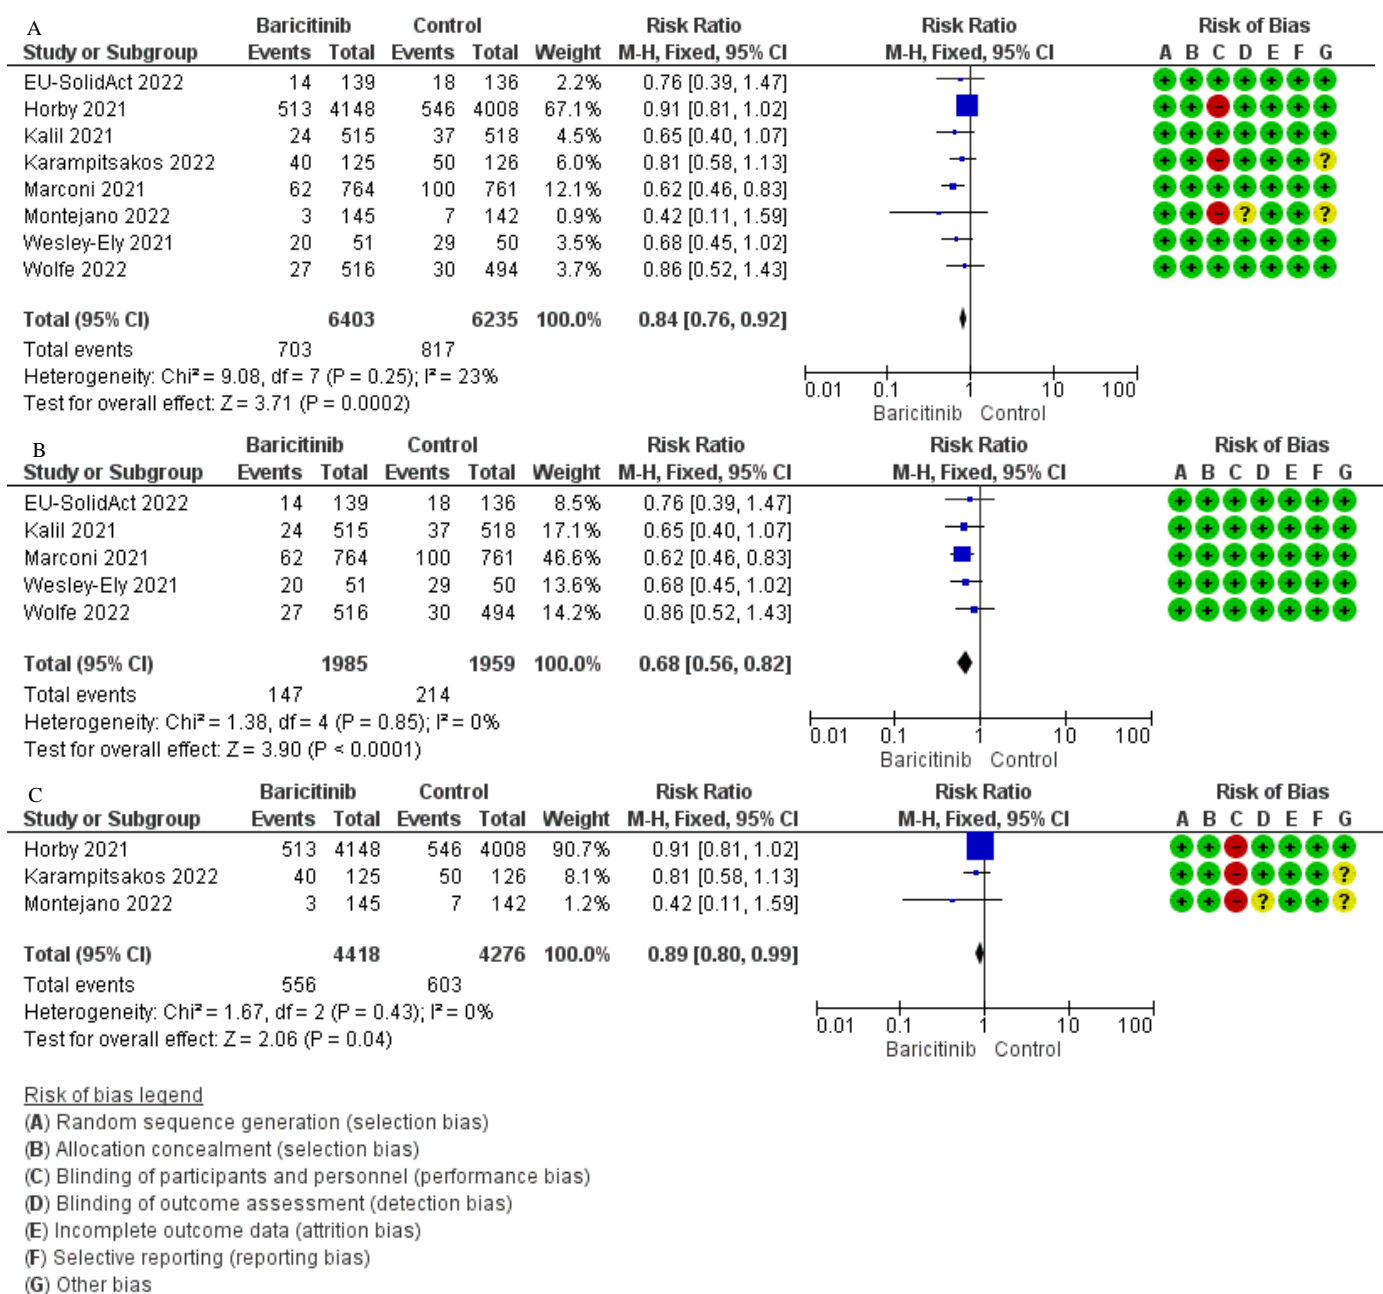 A Baricitinib Control Risk Ratio Risk Ratio Risk of Bias
Study or Subgroup Events Total Events Total Weight M-H, Fixed, 95% CI M-H, Fixed, 95% CI A B C D E F G
EU-SolidAct 2022 14 139 18 136 2.2% 0.76 [0.39, 1.47] + + + + + + +
Horby 2021 513 4148 546 4008 67.1% 0.91 [0.81, 1.02] + + - + + + +
Kalil 2021 24 515 37 518 4.5% 0.65 [0.40, 1.07] + + + + + + +
Karampitsakos 2022 40 125 50 126 6.0% 0.81 [0.58, 1.13] + + - + + + ?
Marconi 2021 62 764 100 761 12.1% 0.62 [0.46, 0.83] + + + + + + +
Montejano 2022 3 145 7 142 0.9% 0.42 [0.11, 1.59] + + - ? + + ?
Wesley-Ely 2021 20 51 29 50 3.5% 0.68 [0.45, 1.02] + + + + + + +
Wolfe 2022 27 516 30 494 3.7% 0.86 [0.52, 1.43] + + + + + + +
Total (95% CI) 6403 6235 100.0% 0.84 [0.76, 0.92]
Total events 703 817
Heterogeneity: Chi² = 9.08, df = 7 (P = 0.25); I² = 23%
Test for overall effect: Z = 3.71 (P = 0.0002)
0.01 0.1 1 10 100
Baricitinib Control
B Baricitinib Control Risk Ratio Risk Ratio Risk of Bias
Study or Subgroup Events Total Events Total Weight M-H, Fixed, 95% CI M-H, Fixed, 95% CI A B C D E F G
EU-SolidAct 2022 14 139 18 136 8.5% 0.76 [0.39, 1.47] + + + + + + +
Kalil 2021 24 515 37 518 17.1% 0.65 [0.40, 1.07] + + + + + + +
Marconi 2021 62 764 100 761 46.6% 0.62 [0.46, 0.83] + + + + + + +
Wesley-Ely 2021 20 51 29 50 13.6% 0.68 [0.45, 1.02] + + + + + + +
Wolfe 2022 27 516 30 494 14.2% 0.86 [0.52, 1.43] + + + + + + +
Total (95% CI) 1985 1959 100.0% 0.68 [0.56, 0.82]
Total events 147 214
Heterogeneity: Chi² = 1.38, df = 4 (P = 0.85); I² = 0%
Test for overall effect: Z = 3.90 (P < 0.0001)
0.01 0.1 1 10 100
Baricitinib Control
C Baricitinib Control Risk Ratio Risk Ratio Risk of Bias
Study or Subgroup Events Total Events Total Weight M-H, Fixed, 95% CI M-H, Fixed, 95% CI A B C D E F G
Horby 2021 513 4148 546 4008 90.7% 0.91 [0.81, 1.02] + + - + + + +
Karampitsakos 2022 40 125 50 126 8.1% 0.81 [0.58, 1.13] + + - + + + ?
Montejano 2022 3 145 7 142 1.2% 0.42 [0.11, 1.59] + + - ? + + ?
Total (95% CI) 4418 4276 100.0% 0.89 [0.80, 0.99]
Total events 556 603
Heterogeneity: Chi² = 1.67, df = 2 (P = 0.43); I² = 0%
Test for overall effect: Z = 2.06 (P = 0.04)
0.01 0.1 1 10 100
Baricitinib Control
Risk of bias legend
(A) Random sequence generation (selection bias)
(B) Allocation concealment (selection bias)
(C) Blinding of participants and personnel (performance bias)
(D) Blinding of outcome assessment (detection bias)
(E) Incomplete outcome data (attrition bias)
(F) Selective reporting (reporting bias)
(G) Other bias